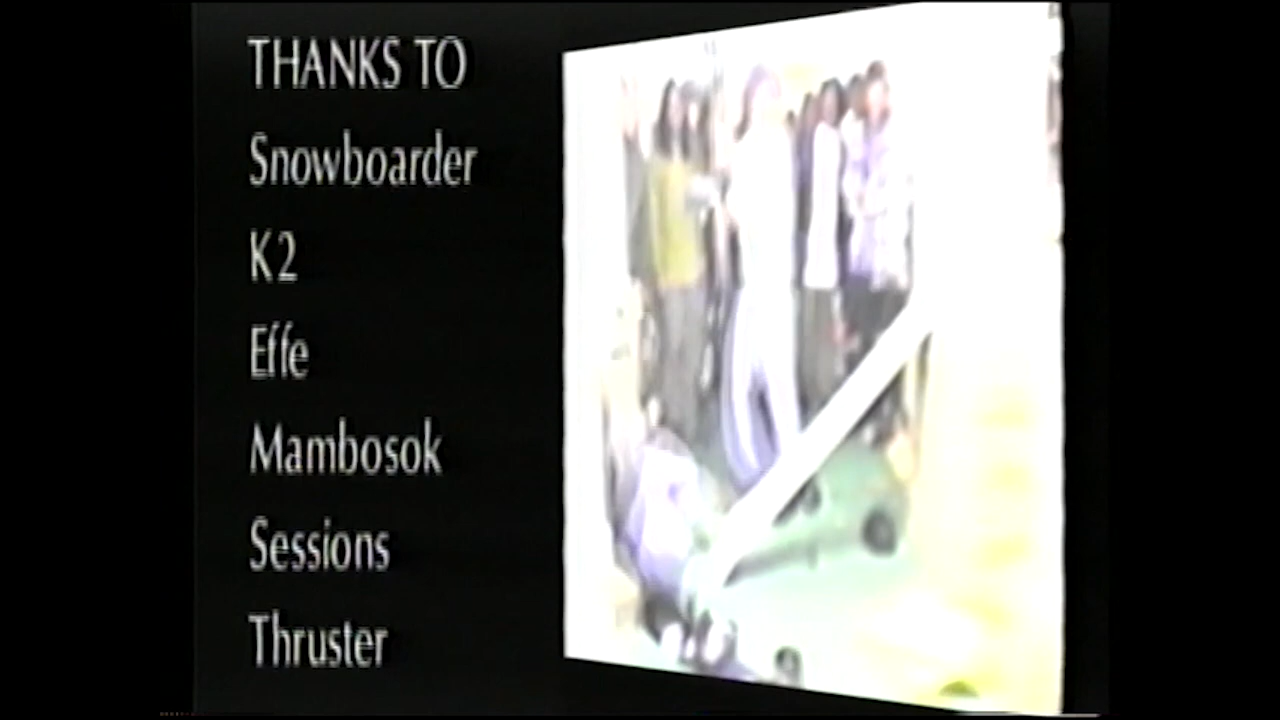 THANKS TO
Snowboarder
K2
Effe
Mambosok
Sessions
Thruster